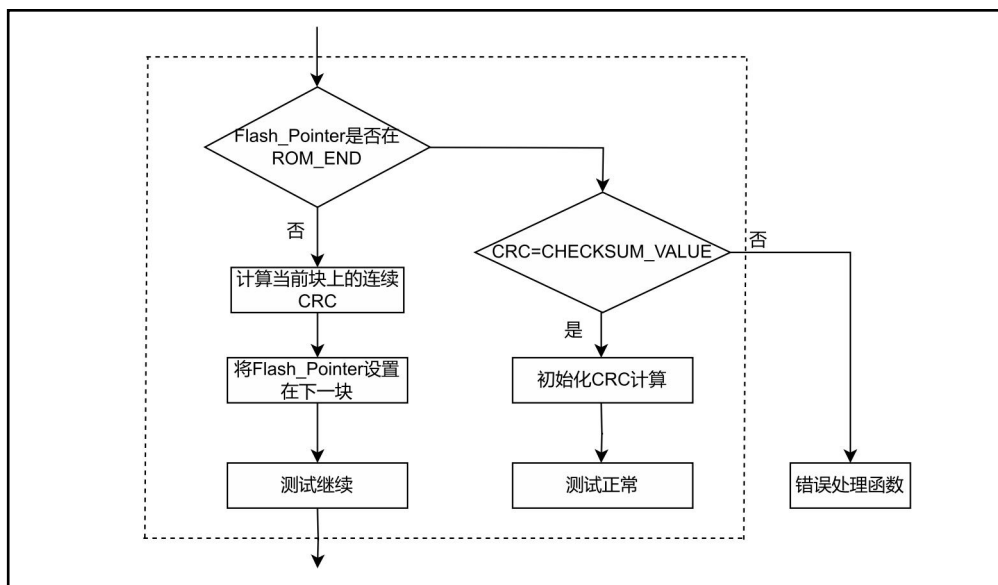 Flash_Pointer是否在
ROM_END
否
计算当前块上的连续
CRC
将Flash_Pointer设置
在下一块
测试继续
CRC=CHECKSUM_VALUE
否
是
初始化CRC计算
测试正常
错误处理函数